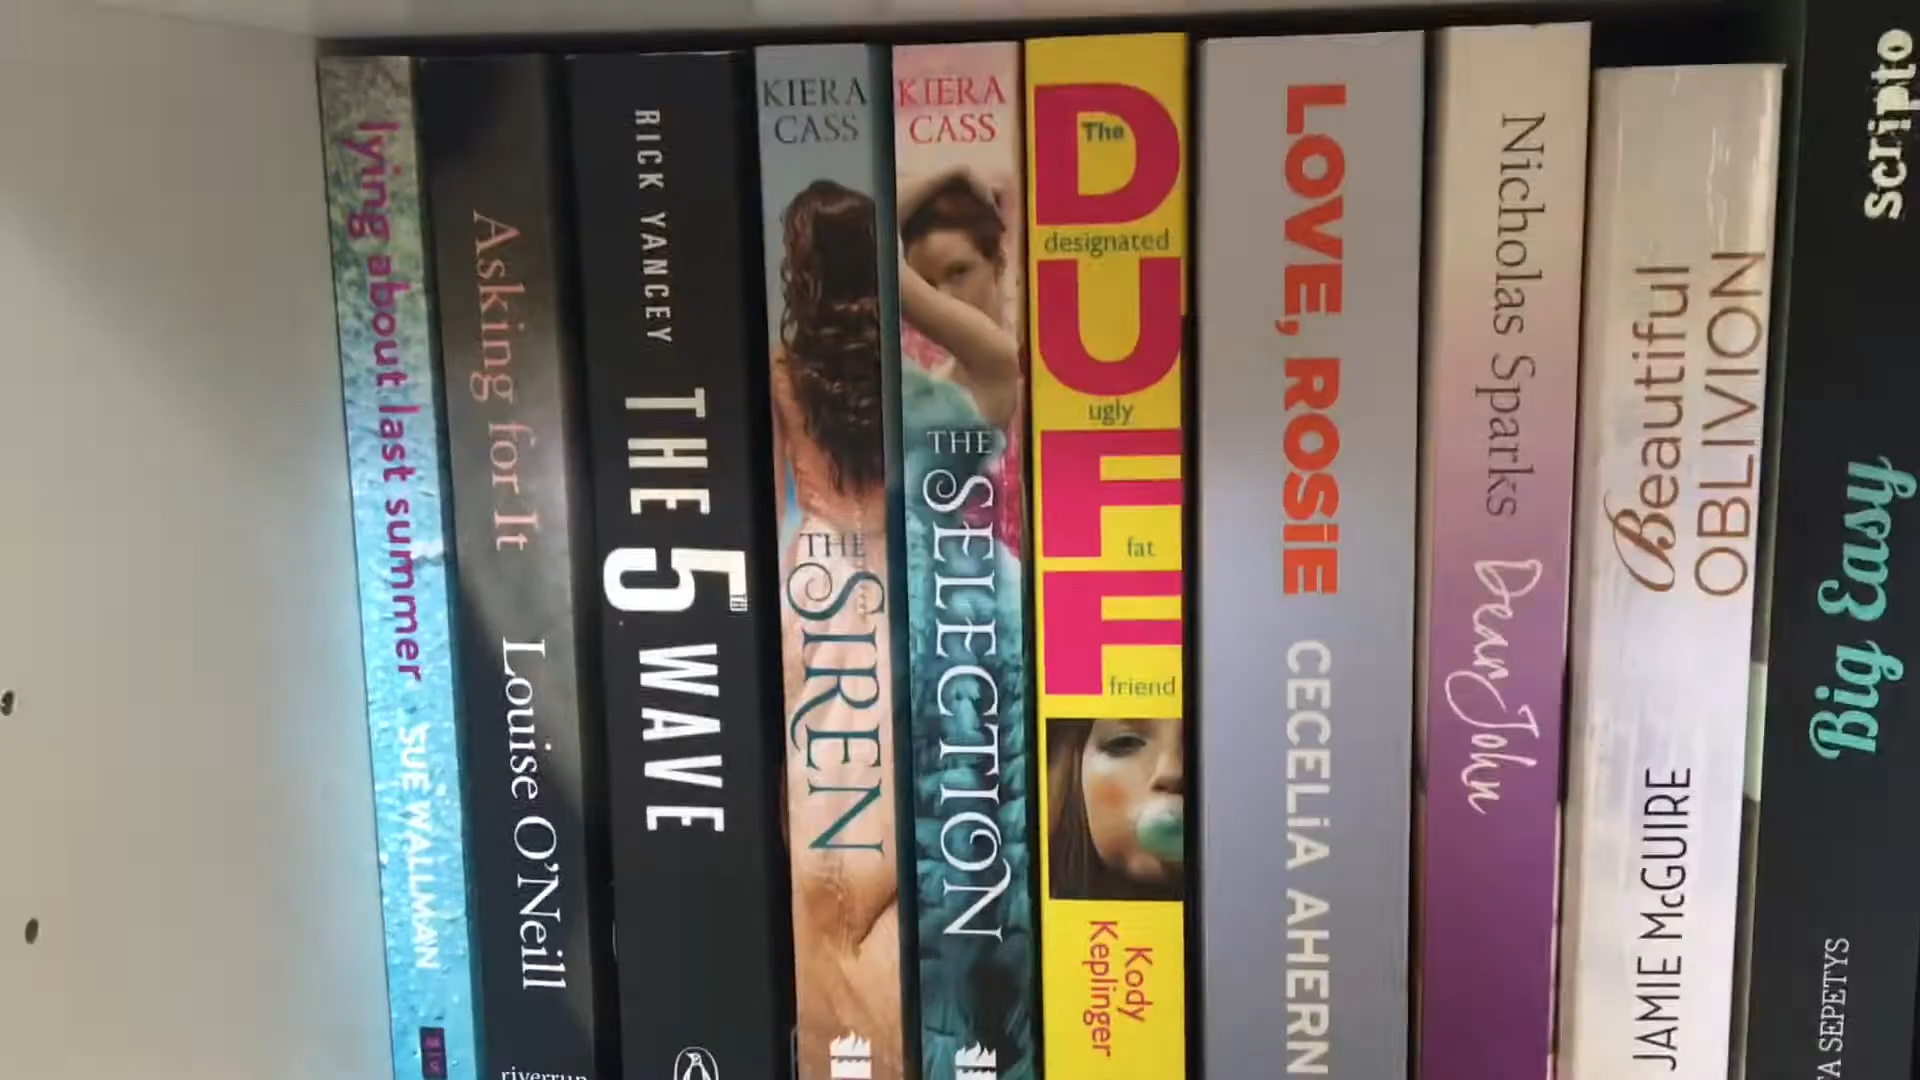 lying about last summer
SUE WALLMAN
Asking for It
Louise O'Neill
riverrun
RICK YANCEY
THE
5TH
WAVE
KIERA
CASS
THE
SIREN
KIERA
CASS
THE
SELECTION
The
D
designated
U
ugly
F
fat
F
friend
Kody
Keplinger
LOVE, ROSIE
CECELIA AHERN
Nicholas Sparks
Dear John
Beautiful
OBLIVION
JAMIE McGUIRE
scripto
Big Easy
TA SEPETYS